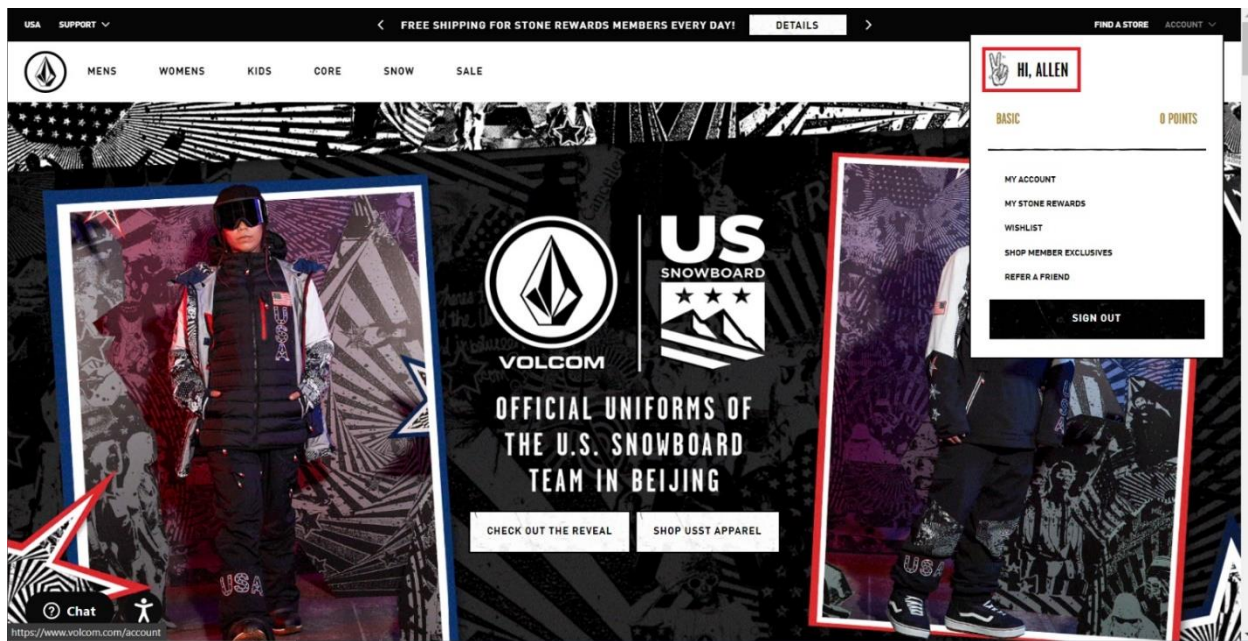 USA SUPPORT
FREE SHIPPING FOR STONE REWARDS MEMBERS EVERY DAY! DETAILS
FIND A STORE ACCOUNT
MENS WOMENS KIDS CORE SNOW SALE
HI, ALLEN
BASIC 0 POINTS
MY ACCOUNT
MY STONE REWARDS
WISHLIST
SHOP MEMBER EXCLUSIVES
REFER A FRIEND
SIGN OUT
VOLCOM
US
SNOWBOARD
OFFICIAL UNIFORMS OF
THE U.S. SNOWBOARD
TEAM IN BEIJING
CHECK OUT THE REVEAL SHOP USST APPAREL
USA
USA
USA
Chat
https://www.volcom.com/account